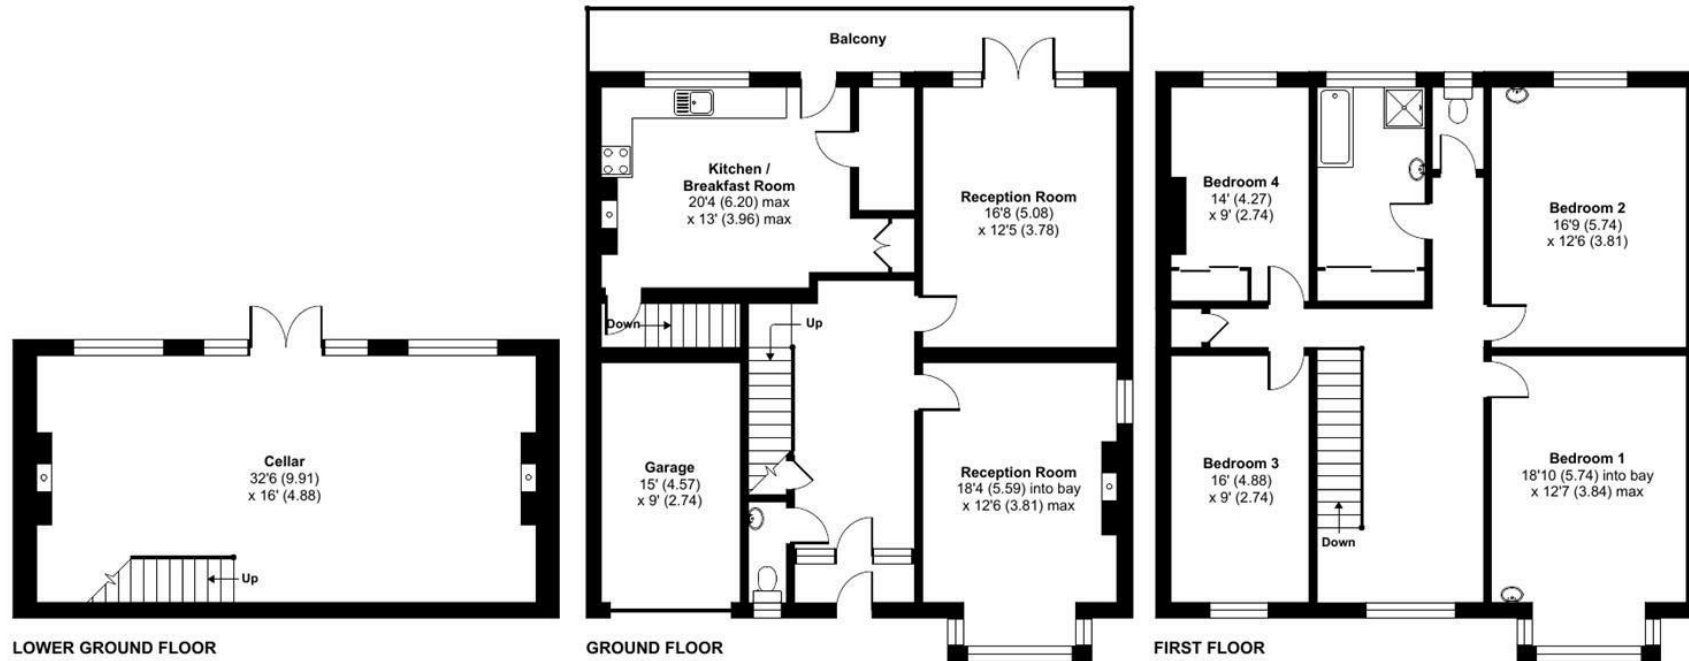 Cellar
32'6 (9.91)
x 16' (4.88)
Up
LOWER GROUND FLOOR
Balcony
Kitchen /
Breakfast Room
20'4 (6.20) max
x 13' (3.96) max
Reception Room
16'8 (5.08)
x 12'5 (3.78)
Down
Up
Garage
15' (4.57)
x 9' (2.74)
Reception Room
18'4 (5.59) into bay
x 12'6 (3.81) max
GROUND FLOOR
Bedroom 4
14' (4.27)
x 9' (2.74)
Bedroom 2
16'9 (5.74)
x 12'6 (3.81)
Bedroom 3
16' (4.88)
x 9' (2.74)
Down
Bedroom 1
18'10 (5.74) into bay
x 12'7 (3.84) max
FIRST FLOOR